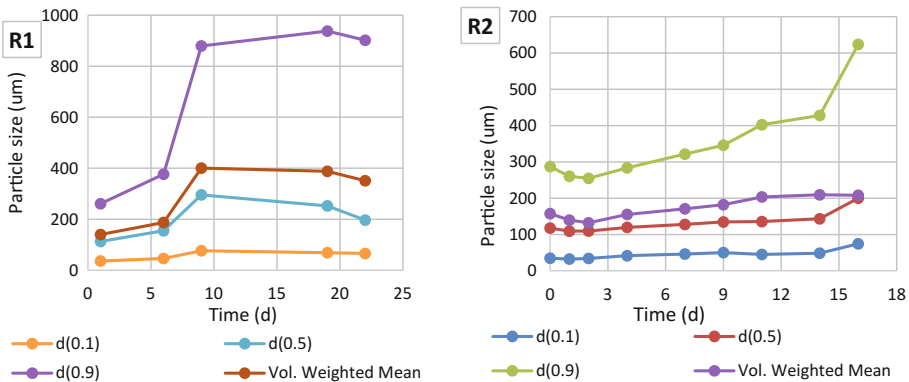 R1
Particle size (um)
1000
800
600
400
200
0
0 5 10 15 20 25
Time (d)
d(0.1) d(0.5)
d(0.9) Vol. Weighted Mean
R2
Particle size (um)
700
600
500
400
300
200
100
0
0 3 6 9 12 15 18
Time (d)
d(0.1) d(0.5)
d(0.9) Vol. Weighted Mean